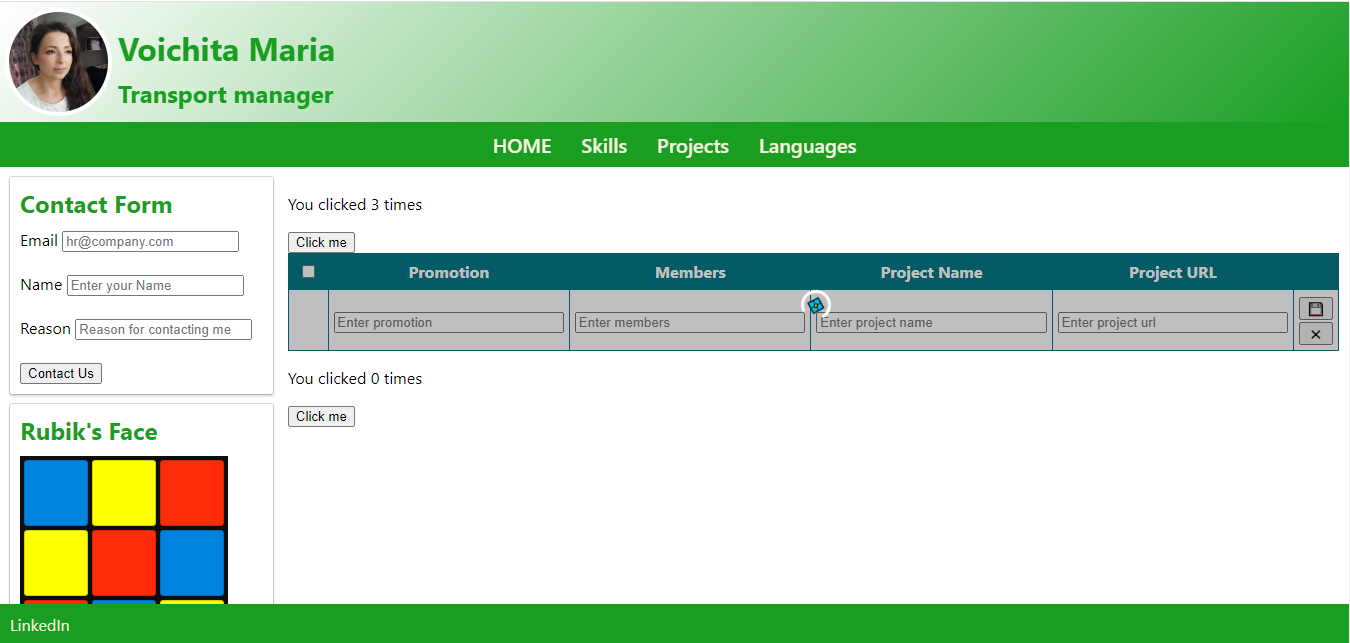 Voichita Maria
Transport manager
HOME Skills Projects Languages
Contact Form
Email hr@company.com
Name Enter your Name
Reason Reason for contacting me
Contact Us
Rubik's Face
You clicked 3 times
Click me
Promotion Members Project Name Project URL
Enter promotion Enter members Enter project name Enter project url
You clicked 0 times
Click me
LinkedIn